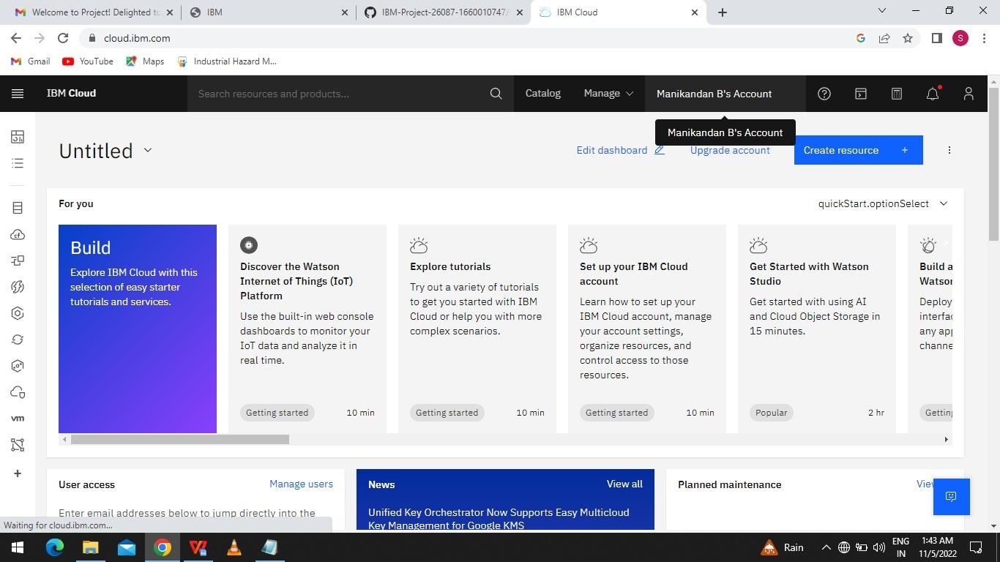 Welcome to Project! Delighted to
IBM
IBM-Project-26087-1660010747/
IBM Cloud
cloud.ibm.com
S
Gmail
YouTube
Maps
Industrial Hazard M...
IBM Cloud
Search resources and products...
Catalog
Manage
Manikandan B's Account
Manikandan B's Account
Untitled
Edit dashboard
Upgrade account
Create resource +
For you
quickStart.optionSelect
Build
Explore IBM Cloud with this
selection of easy starter
tutorials and services.
Discover the Watson
Internet of Things (IoT)
Platform
Use the built-in web console
dashboards to monitor your
IoT data and analyze it in
real time.
Getting started
10 min
Explore tutorials
Try out a variety of tutorials
to get you started with IBM
Cloud or help you with more
complex scenarios.
Getting started
10 min
Set up your IBM Cloud
account
Learn how to set up your
IBM Cloud account, manage
your account settings,
organize resources, and
control access to those
resources.
Getting started
10 min
Get Started with Watson
Studio
Get started with using AI
and Cloud Object Storage in
15 minutes.
Popular
2 hr
Build a
Watson
Deploy
interfac
any app
channe
Getting
vm
User access
Manage users
Enter email addresses below to jump directly into the
News
View all
Unified Key Orchestrator Now Supports Easy Multicloud
Key Management for Google KMS
Planned maintenance
View
Waiting for cloud.ibm.com...
Rain
ENG
IN
1:43 AM
11/5/2022